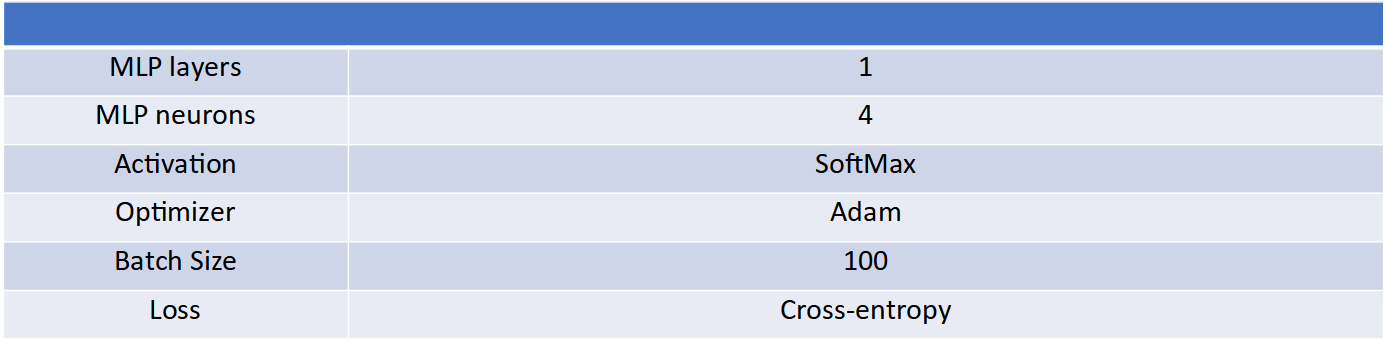 MLP layers 1
MLP neurons 4
Activation SoftMax
Optimizer Adam
Batch Size 100
Loss Cross-entropy